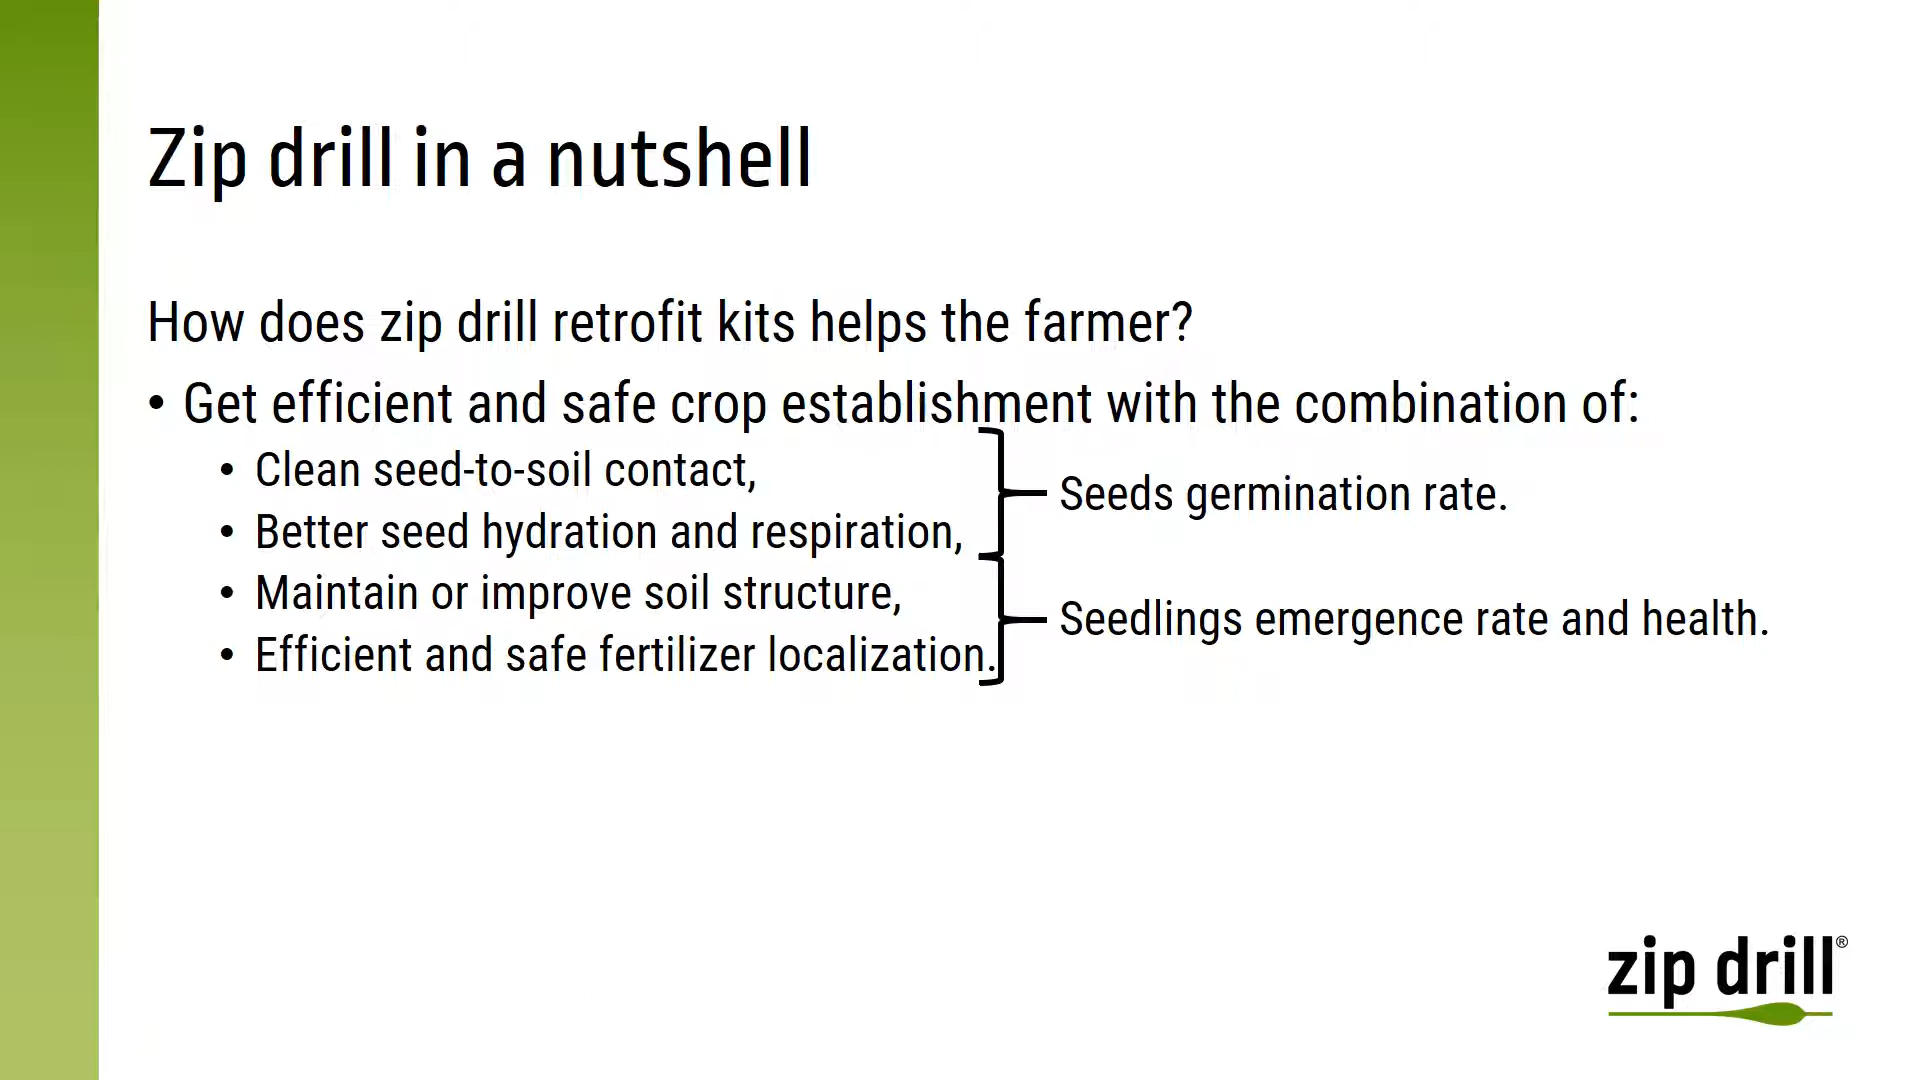 Zip drill in a nutshell
How does zip drill retrofit kits helps the farmer?
• Get efficient and safe crop establishment with the combination of:
• Clean seed-to-soil contact,
• Better seed hydration and respiration,
Seeds germination rate.
• Maintain or improve soil structure,
• Efficient and safe fertilizer localization.
Seedlings emergence rate and health.
zip drill®